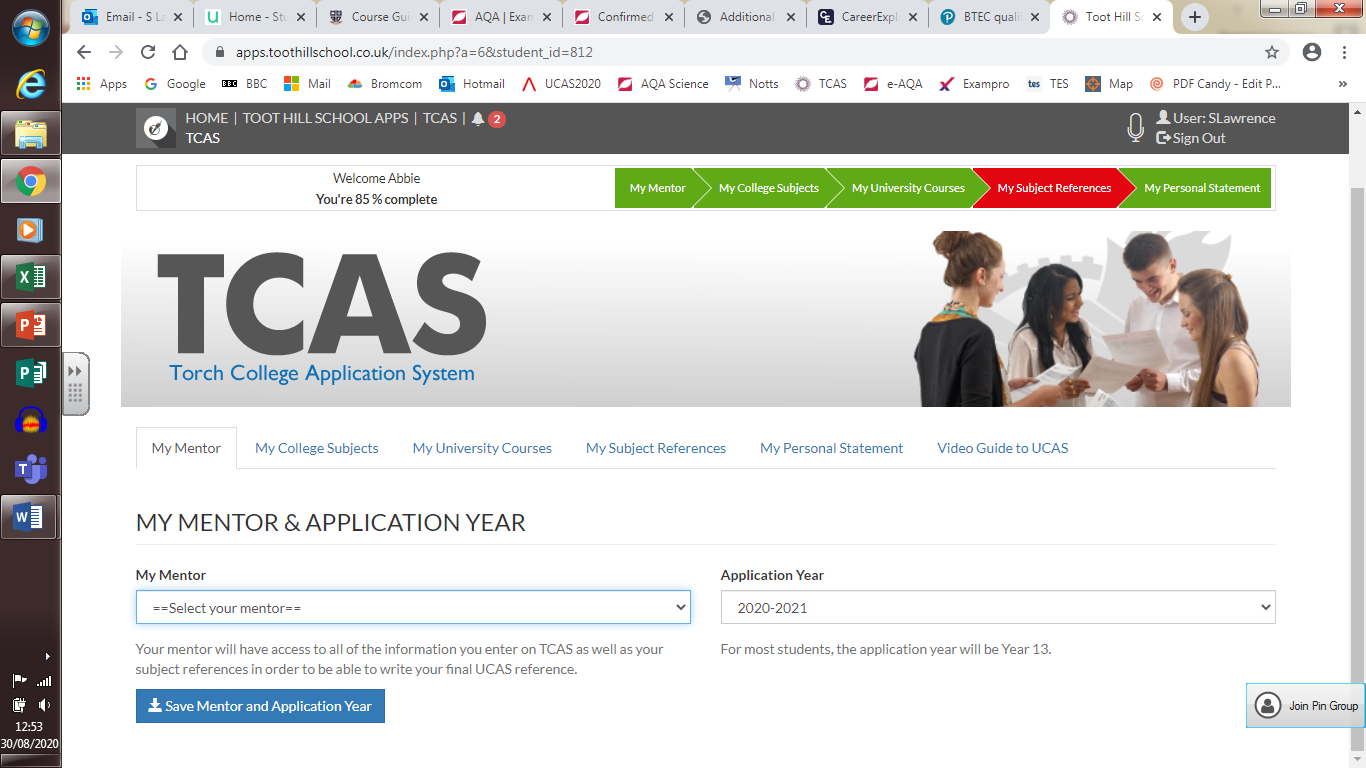 Email - S La
Home - Stu
Course Gui
AQA | Exam
Confirmed
Additional
CareerExpl
BTEC quali
Toot Hill Sc
apps.toothillschool.co.uk/index.php?a=6&student_id=812
Apps
Google
BBC
BBC
Mail
Bromcom
Hotmail
UCAS2020
AQA Science
Notts
TCAS
e-AQA
Exampro
tes
TES
Map
PDF Candy - Edit P...
HOME | TOOT HILL SCHOOL APPS | TCAS | 2
TCAS
User: SLawrence
Sign Out
Welcome Abbie
You're 85 % complete
My Mentor
My College Subjects
My University Courses
My Subject References
My Personal Statement
TCAS
Torch College Application System
My Mentor
My College Subjects
My University Courses
My Subject References
My Personal Statement
Video Guide to UCAS
MY MENTOR & APPLICATION YEAR
My Mentor
==Select your mentor==
Your mentor will have access to all of the information you enter on TCAS as well as your
subject references in order to be able to write your final UCAS reference.
Save Mentor and Application Year
Application Year
2020-2021
For most students, the application year will be Year 13.
Join Pin Group
12:53
30/08/2020